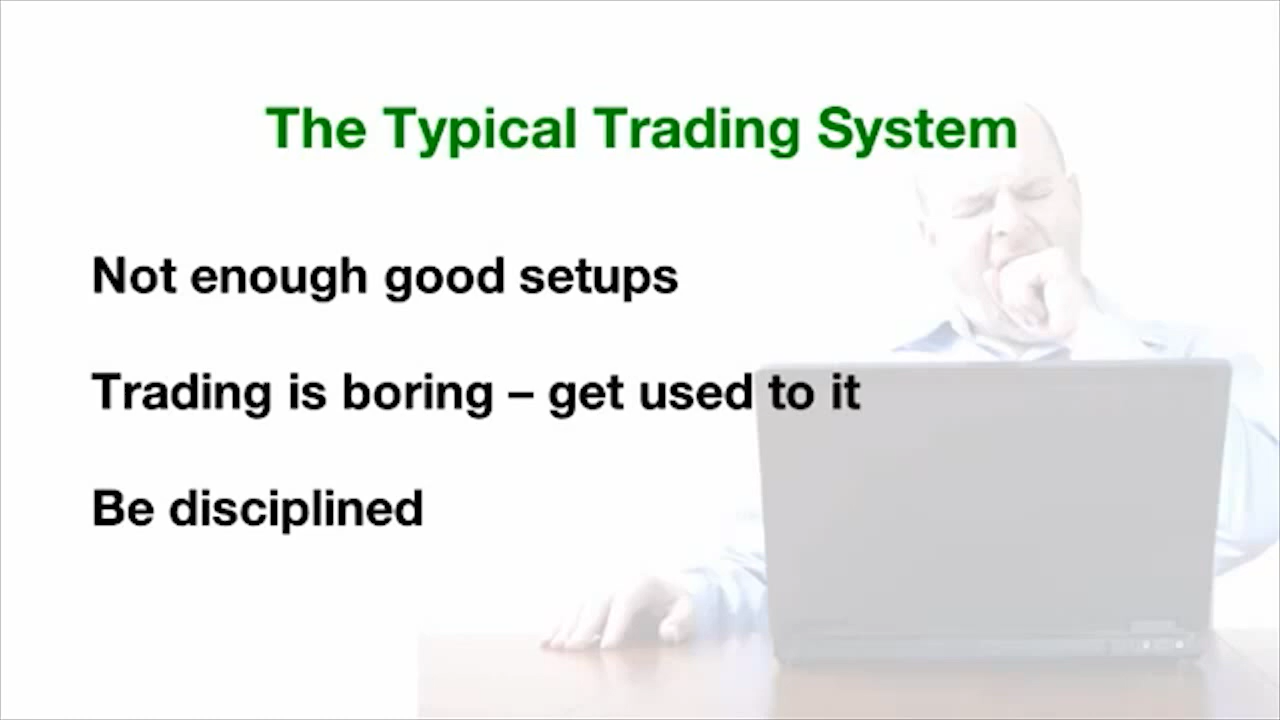 The Typical Trading System
Not enough good setups
Trading is boring – get used to it
Be disciplined